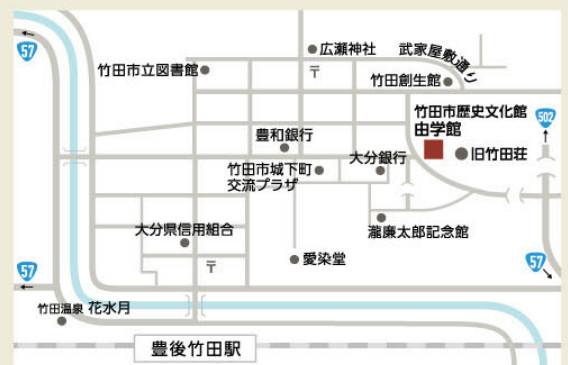 57
広瀬神社
武家屋敷通り
竹田市立図書館
〒
竹田創生館
竹田市歴史文化館
由学館
502
豊和銀行
大分銀行
旧竹田荘
竹田市城下町
交流プラザ
瀧廉太郎記念館
大分県信用組合
愛染堂
〒
57
57
竹田温泉 花水月
豊後竹田駅